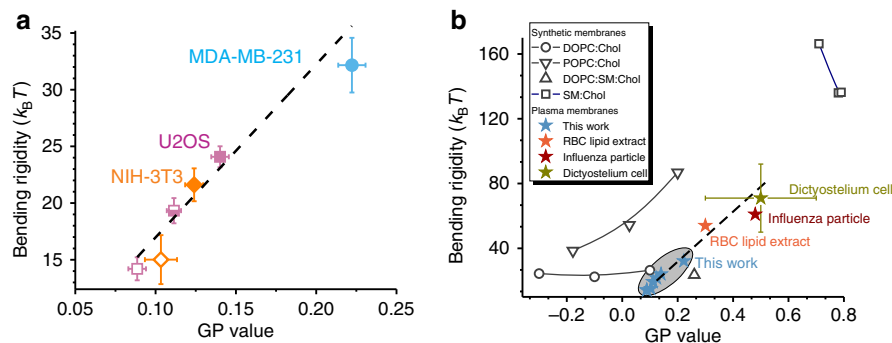 a
Bending rigidity (kBT)
35
30
25
20
15
10
0.05
0.10
0.15
0.20
0.25
GP value
MDA-MB-231
U2OS
NIH-3T3
b
Bending rigidity (kBT)
160
120
80
40
–0.2
0.0
0.2
0.4
0.6
0.8
GP value
Synthetic membranes
DOPC:Chol
POPC:Chol
DOPC:SM:Chol
SM:Chol
Plasma membranes
This work
RBC lipid extract
Influenza particle
Dictyostelium cell
Dictyostelium cell
Influenza particle
RBC lipid extract
This work